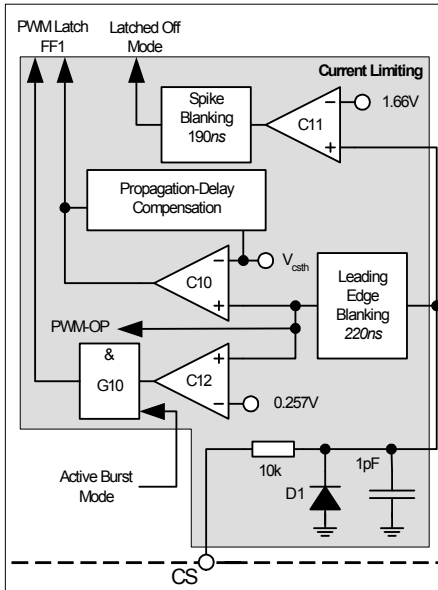 PWM Latch
FF1
Latched Off
Mode
Current Limiting
Spike
Blanking
190ns
C11
1.66V
Propagation-Delay
Compensation
Vcsth
C10
Leading
Edge
Blanking
220ns
PWM-OP
&
G10
C12
0.257V
Active Burst
Mode
10k
D1
1pF
CS